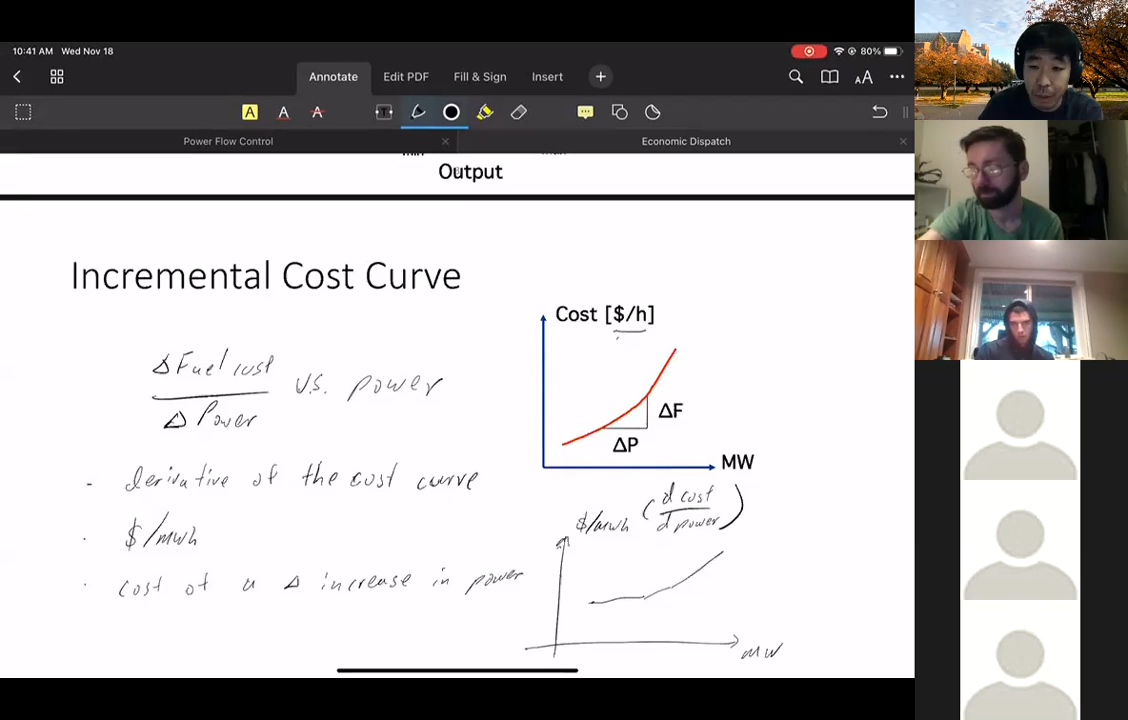 10:41 AM Wed Nov 18
80%
Annotate Edit PDF Fill & Sign Insert
AA
A A A T
Power Flow Control
Economic Dispatch
Output
Incremental Cost Curve
Cost [$/h]
ΔF
ΔP
MW
Δ Fuel cost
Δ Power
v.s. power
- derivative of the cost curve
· $/mwh
· cost of a Δ increase in power
$/mwh (d cost
d power)
MW